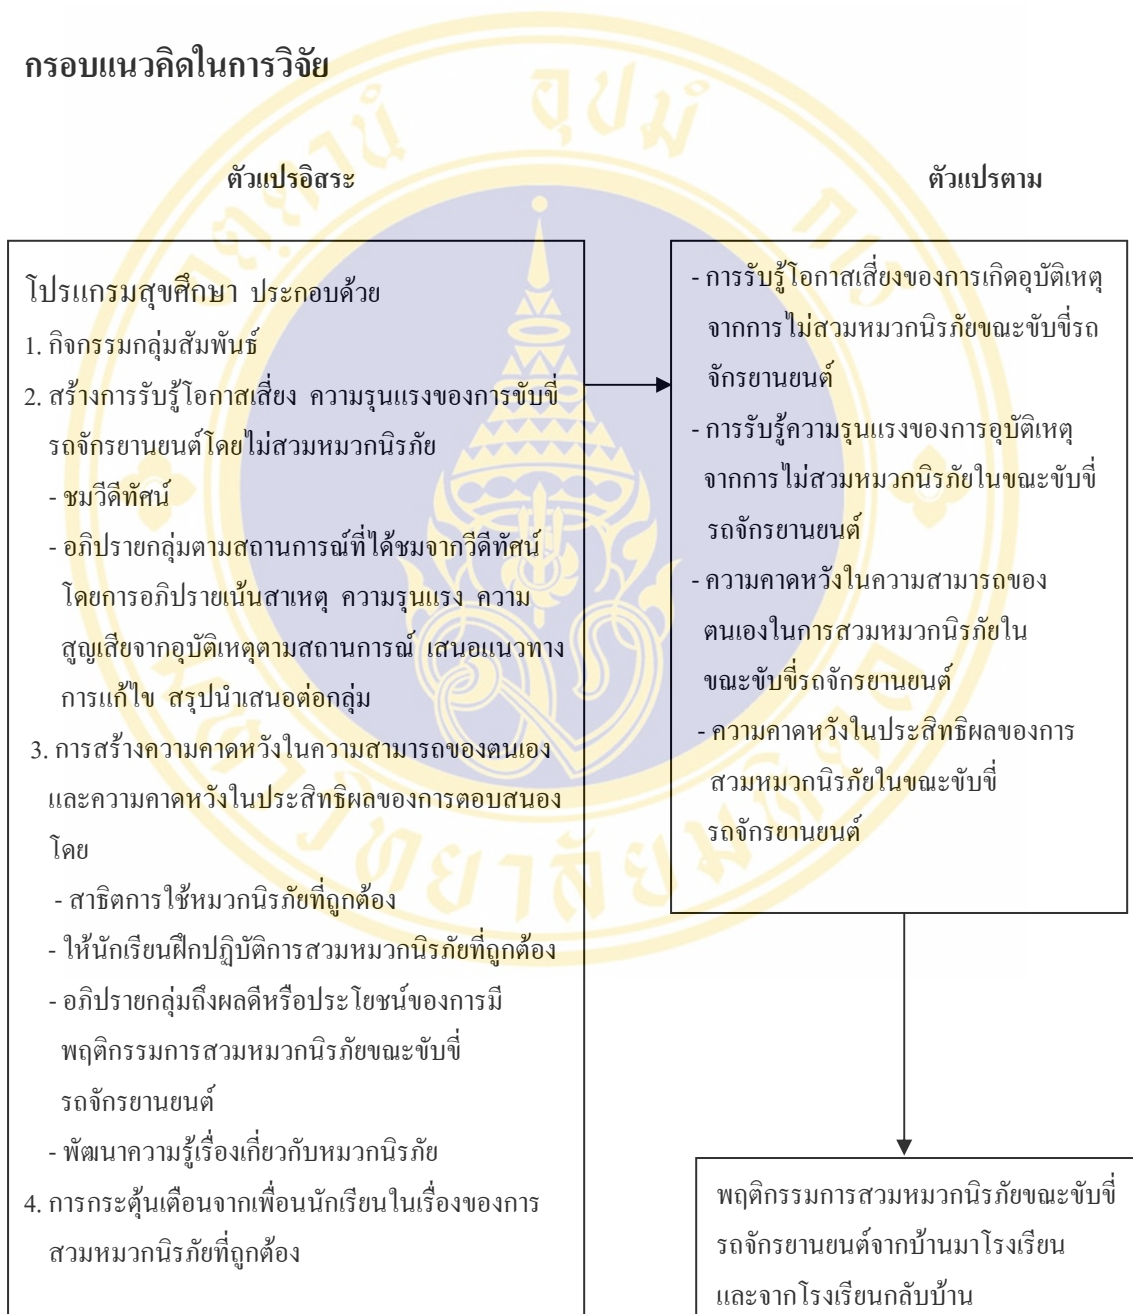 กรอบแนวคิดในการวิจัย
ตัวแปรอิสระ
โปรแกรมสุขศึกษา ประกอบด้วย
1. กิจกรรมกลุ่มสัมพันธ์
2. สร้างการรับรู้โอกาสเสี่ยง ความรุนแรงของการขับขี่
รถจักรยานยนต์โดยไม่สวมหมวกนิรภัย
- ชมวีดีทัศน์
- อภิปรายกลุ่มตามสถานการณ์ที่ได้ชมจากวีดีทัศน์
โดยการอภิปรายเน้นสาเหตุ ความรุนแรง ความ
สูญเสียจากอุบัติเหตุตามสถานการณ์ เสนอแนวทาง
การแก้ไข สรุปนำเสนอต่อกลุ่ม
3. การสร้างความคาดหวังในความสามารถของตนเอง
และความคาดหวังในประสิทธิผลของการตอบสนอง
โดย
- สาธิตการใช้หมวกนิรภัยที่ถูกต้อง
- ให้นักเรียนฝึกปฏิบัติการสวมหมวกนิรภัยที่ถูกต้อง
- อภิปรายกลุ่มถึงผลดีหรือประโยชน์ของการมี
พฤติกรรมการสวมหมวกนิรภัยขณะขับขี่
รถจักรยานยนต์
- พัฒนาความรู้เรื่องเกี่ยวกับหมวกนิรภัย
4. การกระตุ้นเตือนจากเพื่อนนักเรียนในเรื่องของการ
สวมหมวกนิรภัยที่ถูกต้อง
ตัวแปรตาม
- การรับรู้โอกาสเสี่ยงของการเกิดอุบัติเหตุ
จากการไม่สวมหมวกนิรภัยขณะขับขี่รถ
จักรยานยนต์
- การรับรู้ความรุนแรงของการอุบัติเหตุ
จากการไม่สวมหมวกนิรภัยในขณะขับขี่
รถจักรยานยนต์
- ความคาดหวังในความสามารถของ
ตนเองในการสวมหมวกนิรภัยใน
ขณะขับขี่รถจักรยานยนต์
- ความคาดหวังในประสิทธิผลของการ
สวมหมวกนิรภัยในขณะขับขี่
รถจักรยานยนต์
พฤติกรรมการสวมหมวกนิรภัยขณะขับขี่
รถจักรยานยนต์จากบ้านมาโรงเรียน
และจากโรงเรียนกลับบ้าน
อตฺตานํ อุปมํ กเร
มหาวิทยาลัยมหิดล